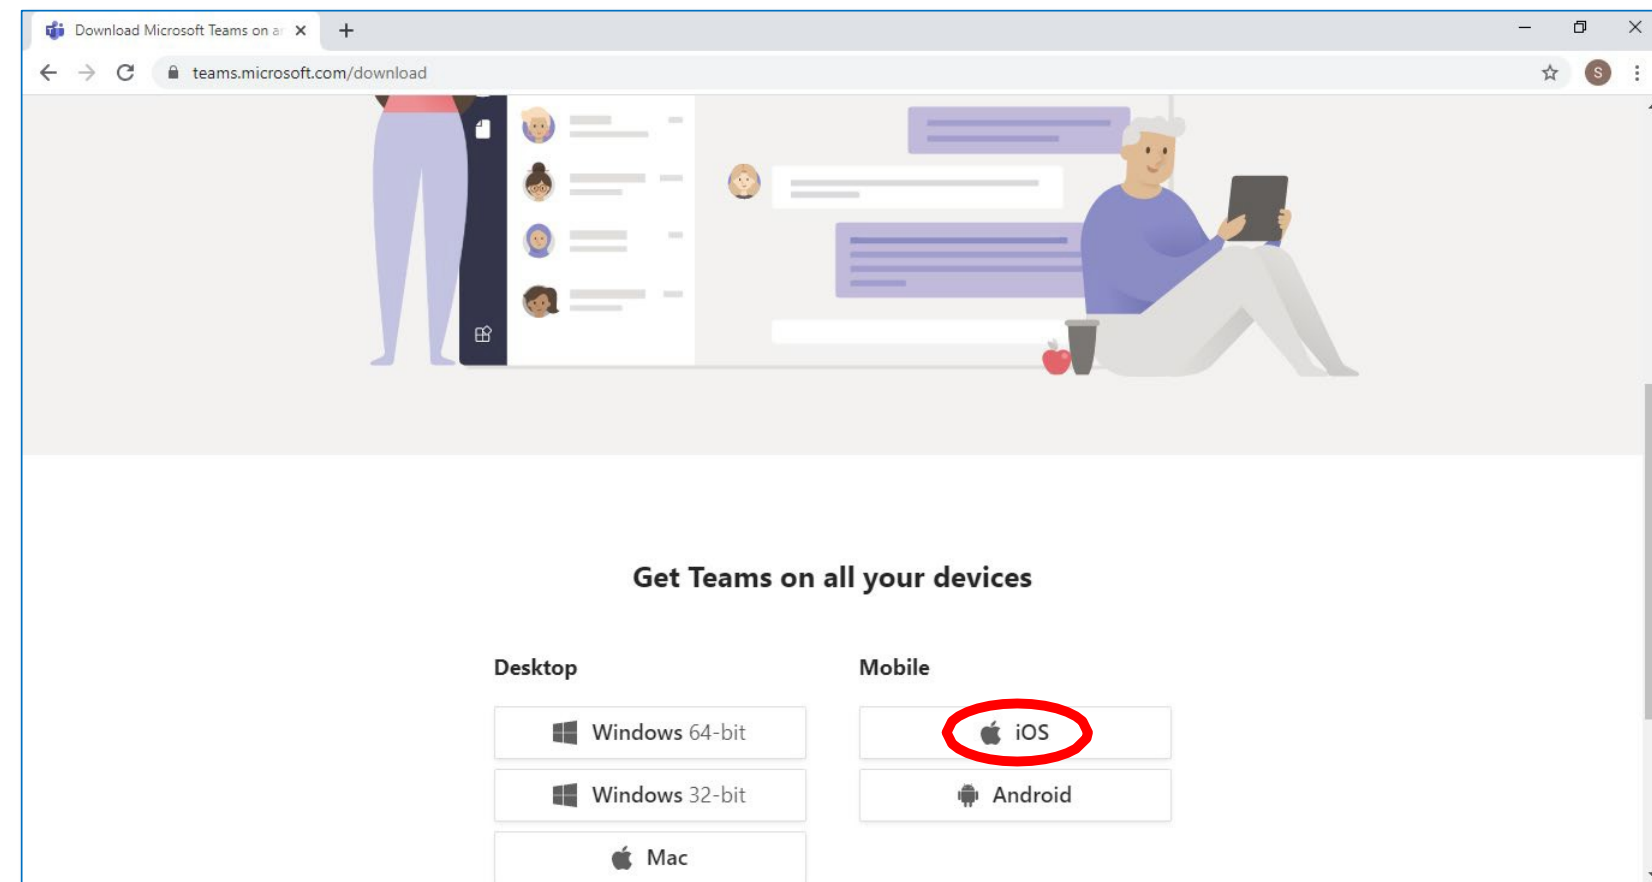 Download Microsoft Teams on a
teams.microsoft.com/download
S
Get Teams on all your devices
Desktop
Mobile
Windows 64-bit
iOS
Windows 32-bit
Android
Mac